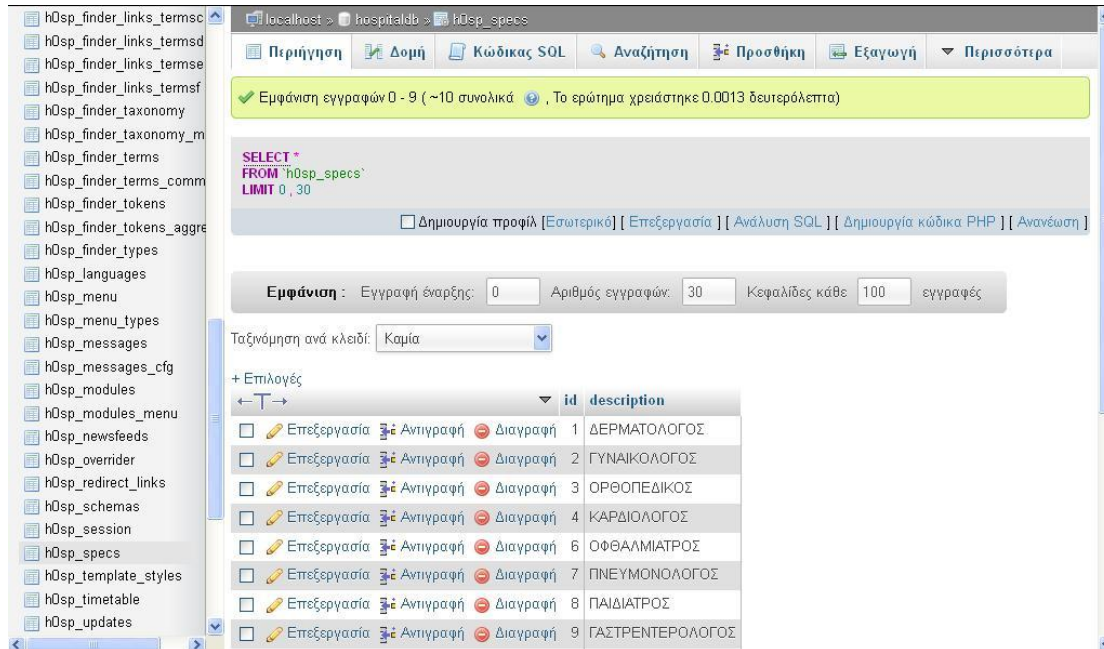 h0sp_finder_links_termsc
h0sp_finder_links_termsd
h0sp_finder_links_termse
h0sp_finder_links_termsf
h0sp_finder_taxonomy
h0sp_finder_taxonomy_m
h0sp_finder_terms
h0sp_finder_terms_comm
h0sp_finder_tokens
h0sp_finder_tokens_aggre
h0sp_finder_types
h0sp_languages
h0sp_menu
h0sp_menu_types
h0sp_messages
h0sp_messages_cfg
h0sp_modules
h0sp_modules_menu
h0sp_newsfeeds
h0sp_overrider
h0sp_redirect_links
h0sp_schemas
h0sp_session
h0sp_specs
h0sp_template_styles
h0sp_timetable
h0sp_updates
localhost » hospitaldb » h0sp_specs
Περιήγηση Δομή Κώδικας SQL Αναζήτηση Προσθήκη Εξαγωγή Περισσότερα
Εμφάνιση εγγραφών 0 - 9 ( ~10 συνολικά , Το ερώτημα χρειάστηκε 0.0013 δευτερόλεπτα)
SELECT *
FROM `h0sp_specs`
LIMIT 0 , 30
Δημιουργία προφίλ [Εσωτερικό] [ Επεξεργασία ] [ Ανάλυση SQL ] [ Δημιουργία κώδικα PHP ] [ Ανανέωση ]
Εμφάνιση : Εγγραφή έναρξης: 0 Αριθμός εγγραφών: 30 Κεφαλίδες κάθε 100 εγγραφές
Ταξινόμηση ανά κλειδί: Καμία
+ Επιλογές
←T→ id description
Επεξεργασία Αντιγραφή Διαγραφή 1 ΔΕΡΜΑΤΟΛΟΓΟΣ
Επεξεργασία Αντιγραφή Διαγραφή 2 ΓΥΝΑΙΚΟΛΟΓΟΣ
Επεξεργασία Αντιγραφή Διαγραφή 3 ΟΡΘΟΠΕΔΙΚΟΣ
Επεξεργασία Αντιγραφή Διαγραφή 4 ΚΑΡΔΙΟΛΟΓΟΣ
Επεξεργασία Αντιγραφή Διαγραφή 6 ΟΦΘΑΛΜΙΑΤΡΟΣ
Επεξεργασία Αντιγραφή Διαγραφή 7 ΠΝΕΥΜΟΝΟΛΟΓΟΣ
Επεξεργασία Αντιγραφή Διαγραφή 8 ΠΑΙΔΙΑΤΡΟΣ
Επεξεργασία Αντιγραφή Διαγραφή 9 ΓΑΣΤΡΕΝΤΕΡΟΛΟΓΟΣ